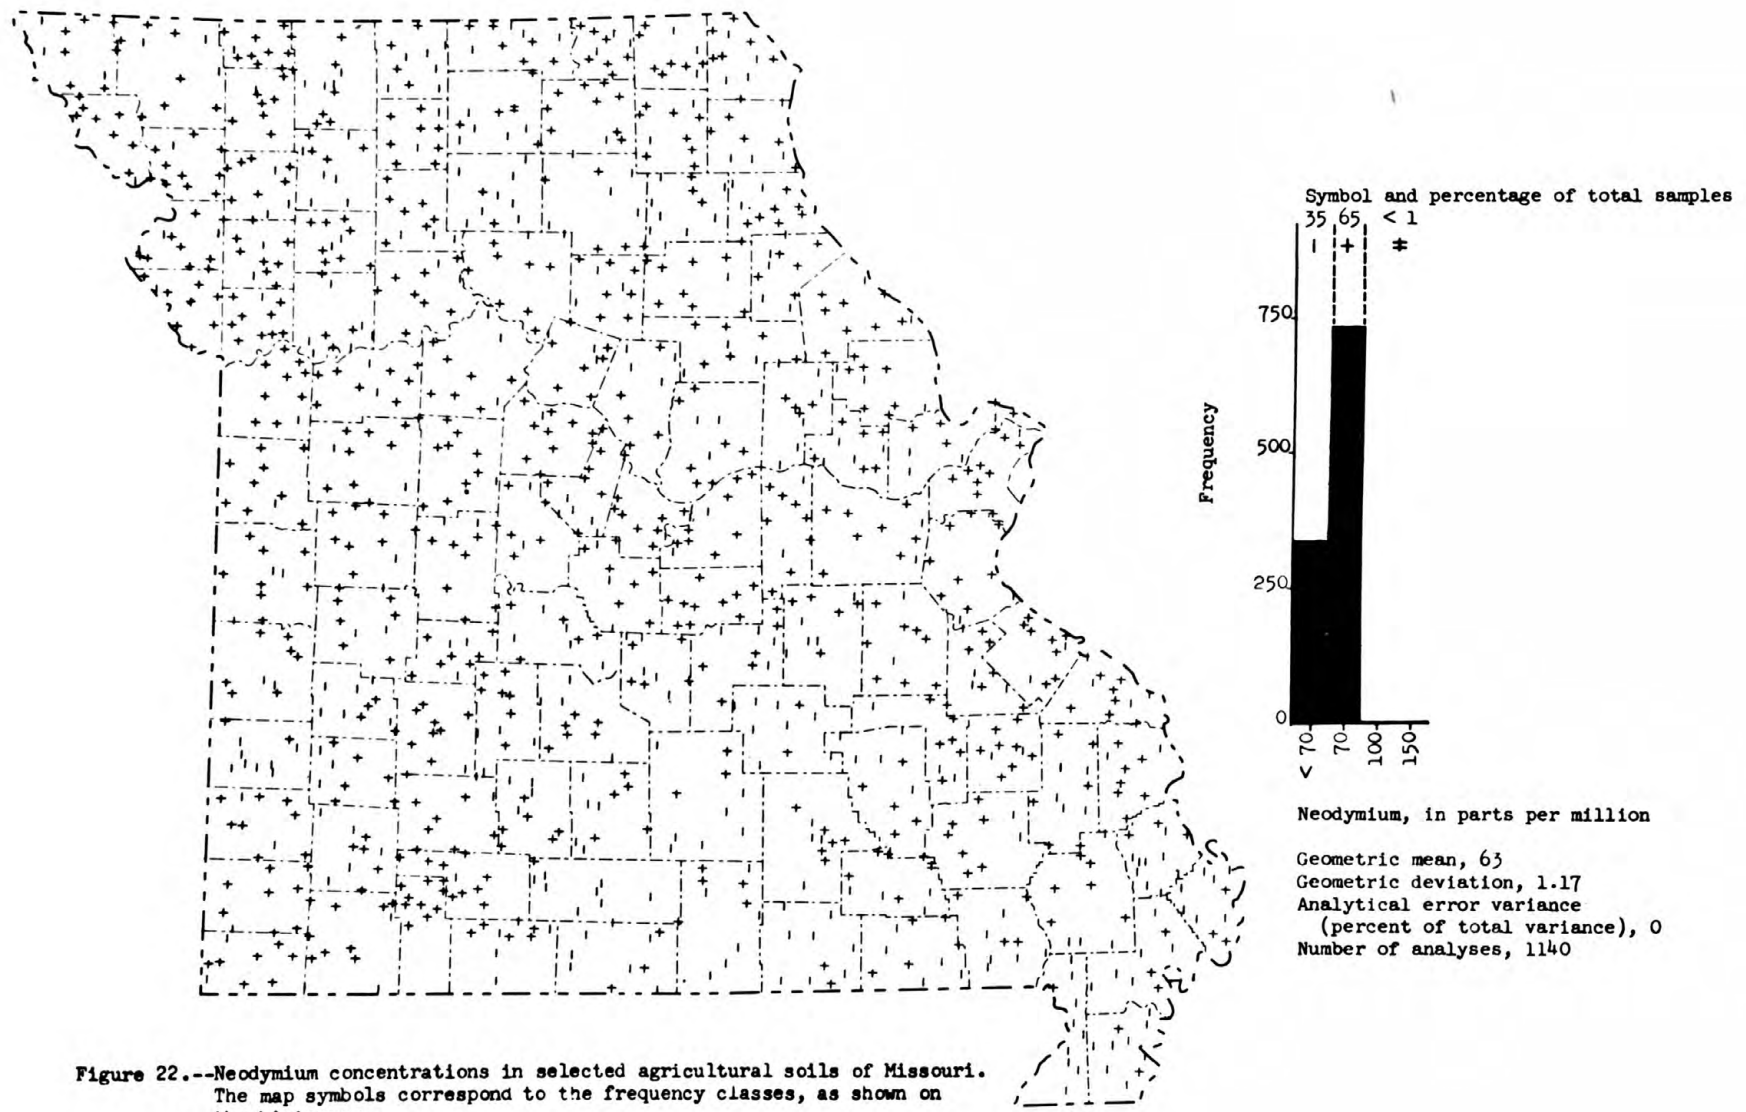 Symbol and percentage of total samples
35 65 < 1
| + ‡
750
500
250
0
Frequency
< 70 70 100 150
Neodymium, in parts per million
Geometric mean, 63
Geometric deviation, 1.17
Analytical error variance
(percent of total variance), 0
Number of analyses, 1140
Figure 22.--Neodymium concentrations in selected agricultural soils of Missouri.
The map symbols correspond to the frequency classes, as shown on